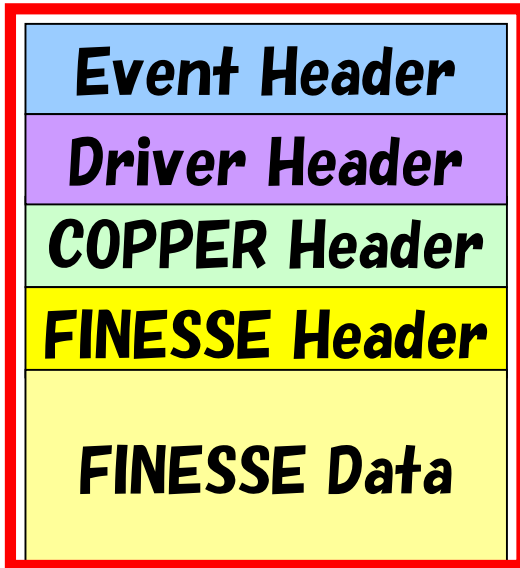 Event Header
Driver Header
COPPER Header
FINESSE Header
FINESSE Data